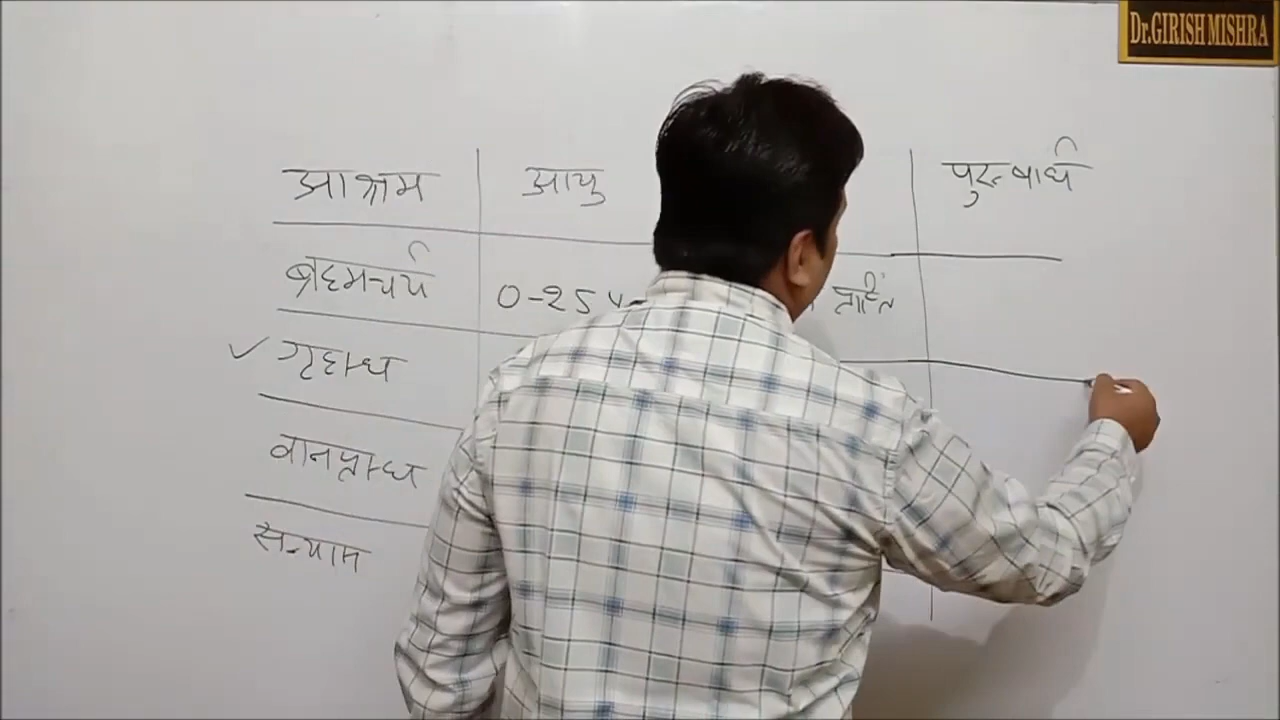 Dr.GIRISH MISHRA
आश्रम आयु पुरुषार्थ
ब्रह्मचर्य 0-25
✓ गृहस्थ
वानप्रस्थ
सन्यास